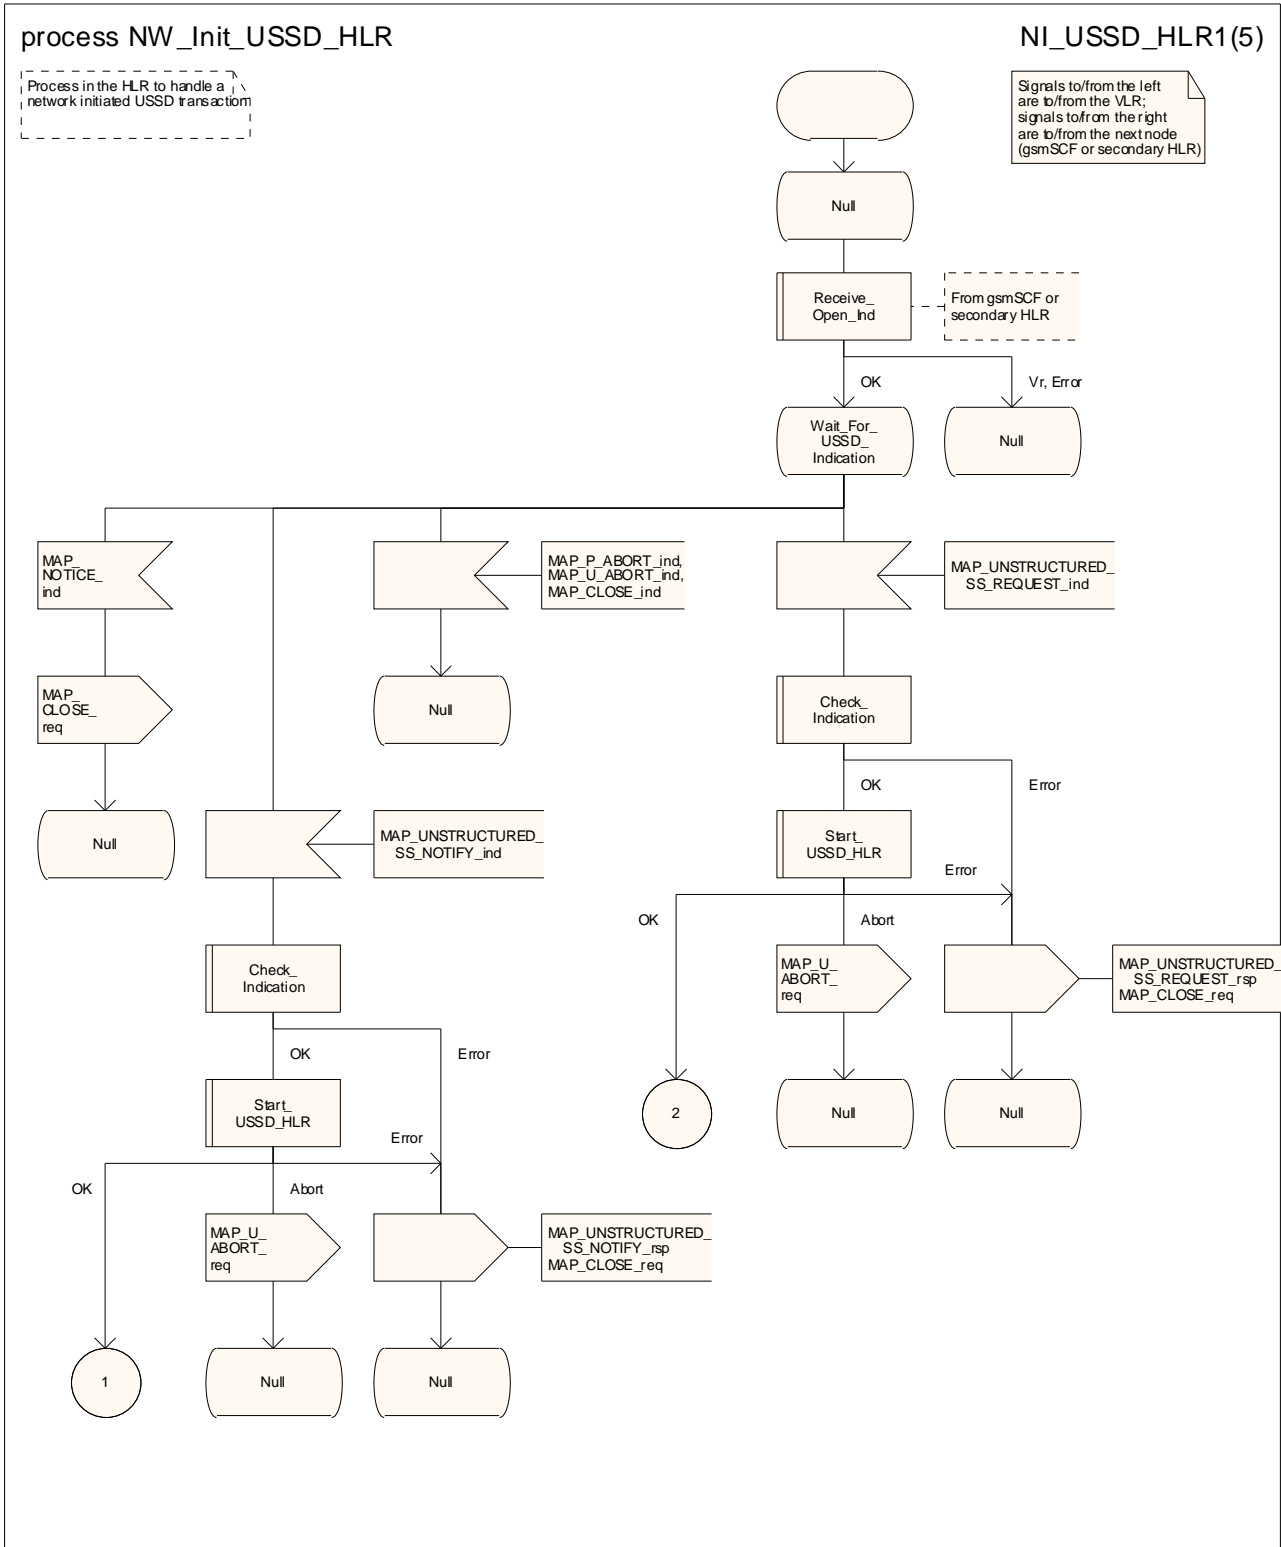 process NW_Init_USSD_HLR
NI_USSD_HLR1(5)
Process in the HLR to handle a
network initiated USSD transaction
Signals to/from the left
are to/from the VLR;
signals to/from the right
are to/from the next node
(gsmSCF or secondary HLR)
Null
Receive_
Open_Ind
From gsmSCF or
secondary HLR
OK
Vr, Error
Wait_For_
USSD_
Indication
Null
MAP_
NOTICE_
ind
MAP_P_ABORT_ind,
MAP_U_ABORT_ind,
MAP_CLOSE_ind
MAP_UNSTRUCTURED_
SS_REQUEST_ind
MAP_
CLOSE_
req
Null
Check_
Indication
OK
Error
Null
MAP_UNSTRUCTURED_
SS_NOTIFY_ind
Start_
USSD_HLR
Error
OK
Abort
Check_
Indication
MAP_U_
ABORT_
req
MAP_UNSTRUCTURED_
SS_REQUEST_rsp
MAP_CLOSE_req
OK
Error
Start_
USSD_HLR
2
Null
Null
Error
OK
Abort
MAP_U_
ABORT_
req
MAP_UNSTRUCTURED_
SS_NOTIFY_rsp
MAP_CLOSE_req
1
Null
Null